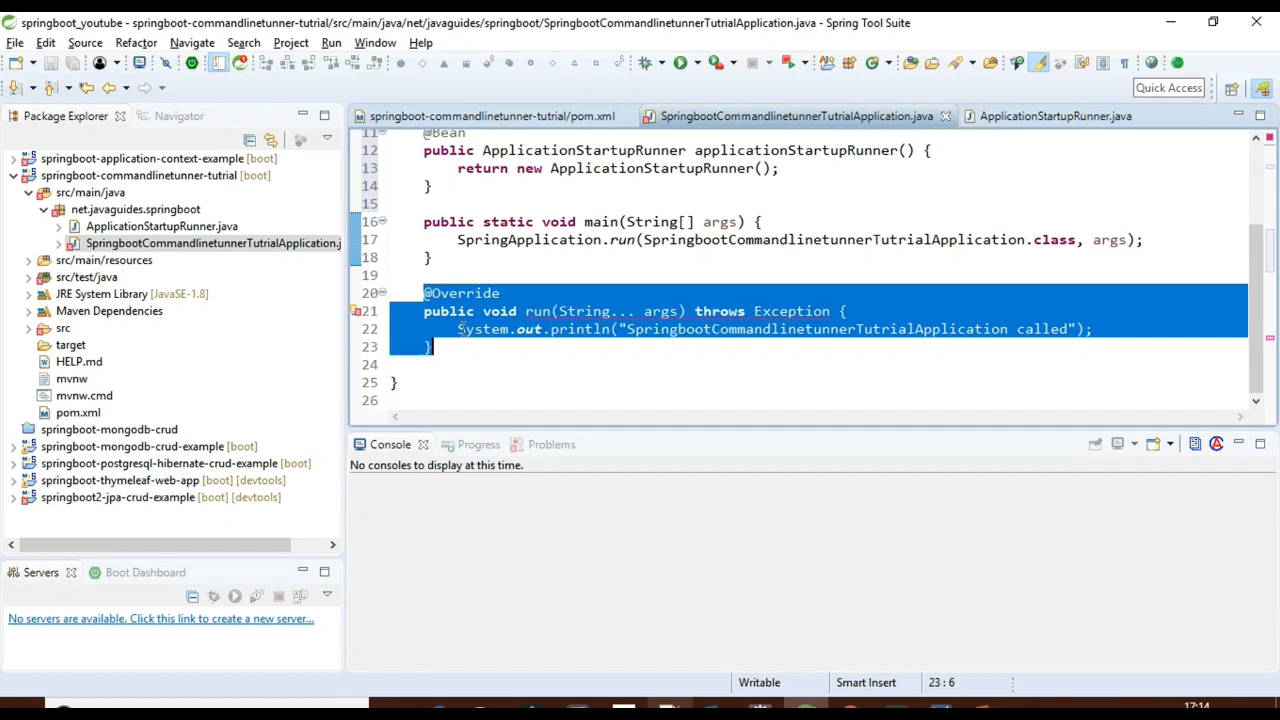 springboot_youtube - springboot-commandlinetunner-tutrial/src/main/java/net/javaguides/springboot/SpringbootCommandlinetunnerTutrialApplication.java - Spring Tool Suite
File Edit Source Refactor Navigate Search Project Run Window Help
Quick Access
Package Explorer Navigator
springboot-application-context-example [boot]
springboot-commandlinetunner-tutrial [boot]
src/main/java
net.javaguides.springboot
ApplicationStartupRunner.java
SpringbootCommandlinetunnerTutrialApplication.j
src/main/resources
src/test/java
JRE System Library [JavaSE-1.8]
Maven Dependencies
src
target
HELP.md
mvnw
mvnw.cmd
pom.xml
springboot-mongodb-crud
springboot-mongodb-crud-example [boot]
springboot-postgresql-hibernate-crud-example [boot]
springboot-thymeleaf-web-app [boot] [devtools]
springboot2-jpa-crud-example [boot] [devtools]
Servers Boot Dashboard
No servers are available. Click this link to create a new server...
springboot-commandlinetunner-tutrial/pom.xml SpringbootCommandlinetunnerTutrialApplication.java ApplicationStartupRunner.java
11 @Bean
12 public ApplicationStartupRunner applicationStartupRunner() {
13 return new ApplicationStartupRunner();
14 }
15
16 public static void main(String[] args) {
17 SpringApplication.run(SpringbootCommandlinetunnerTutrialApplication.class, args);
18 }
19
20 @Override
21 public void run(String... args) throws Exception {
22 System.out.println("SpringbootCommandlinetunnerTutrialApplication called");
23 }
24
25 }
26
Console Progress Problems
No consoles to display at this time.
Writable Smart Insert 23 : 6
17:14